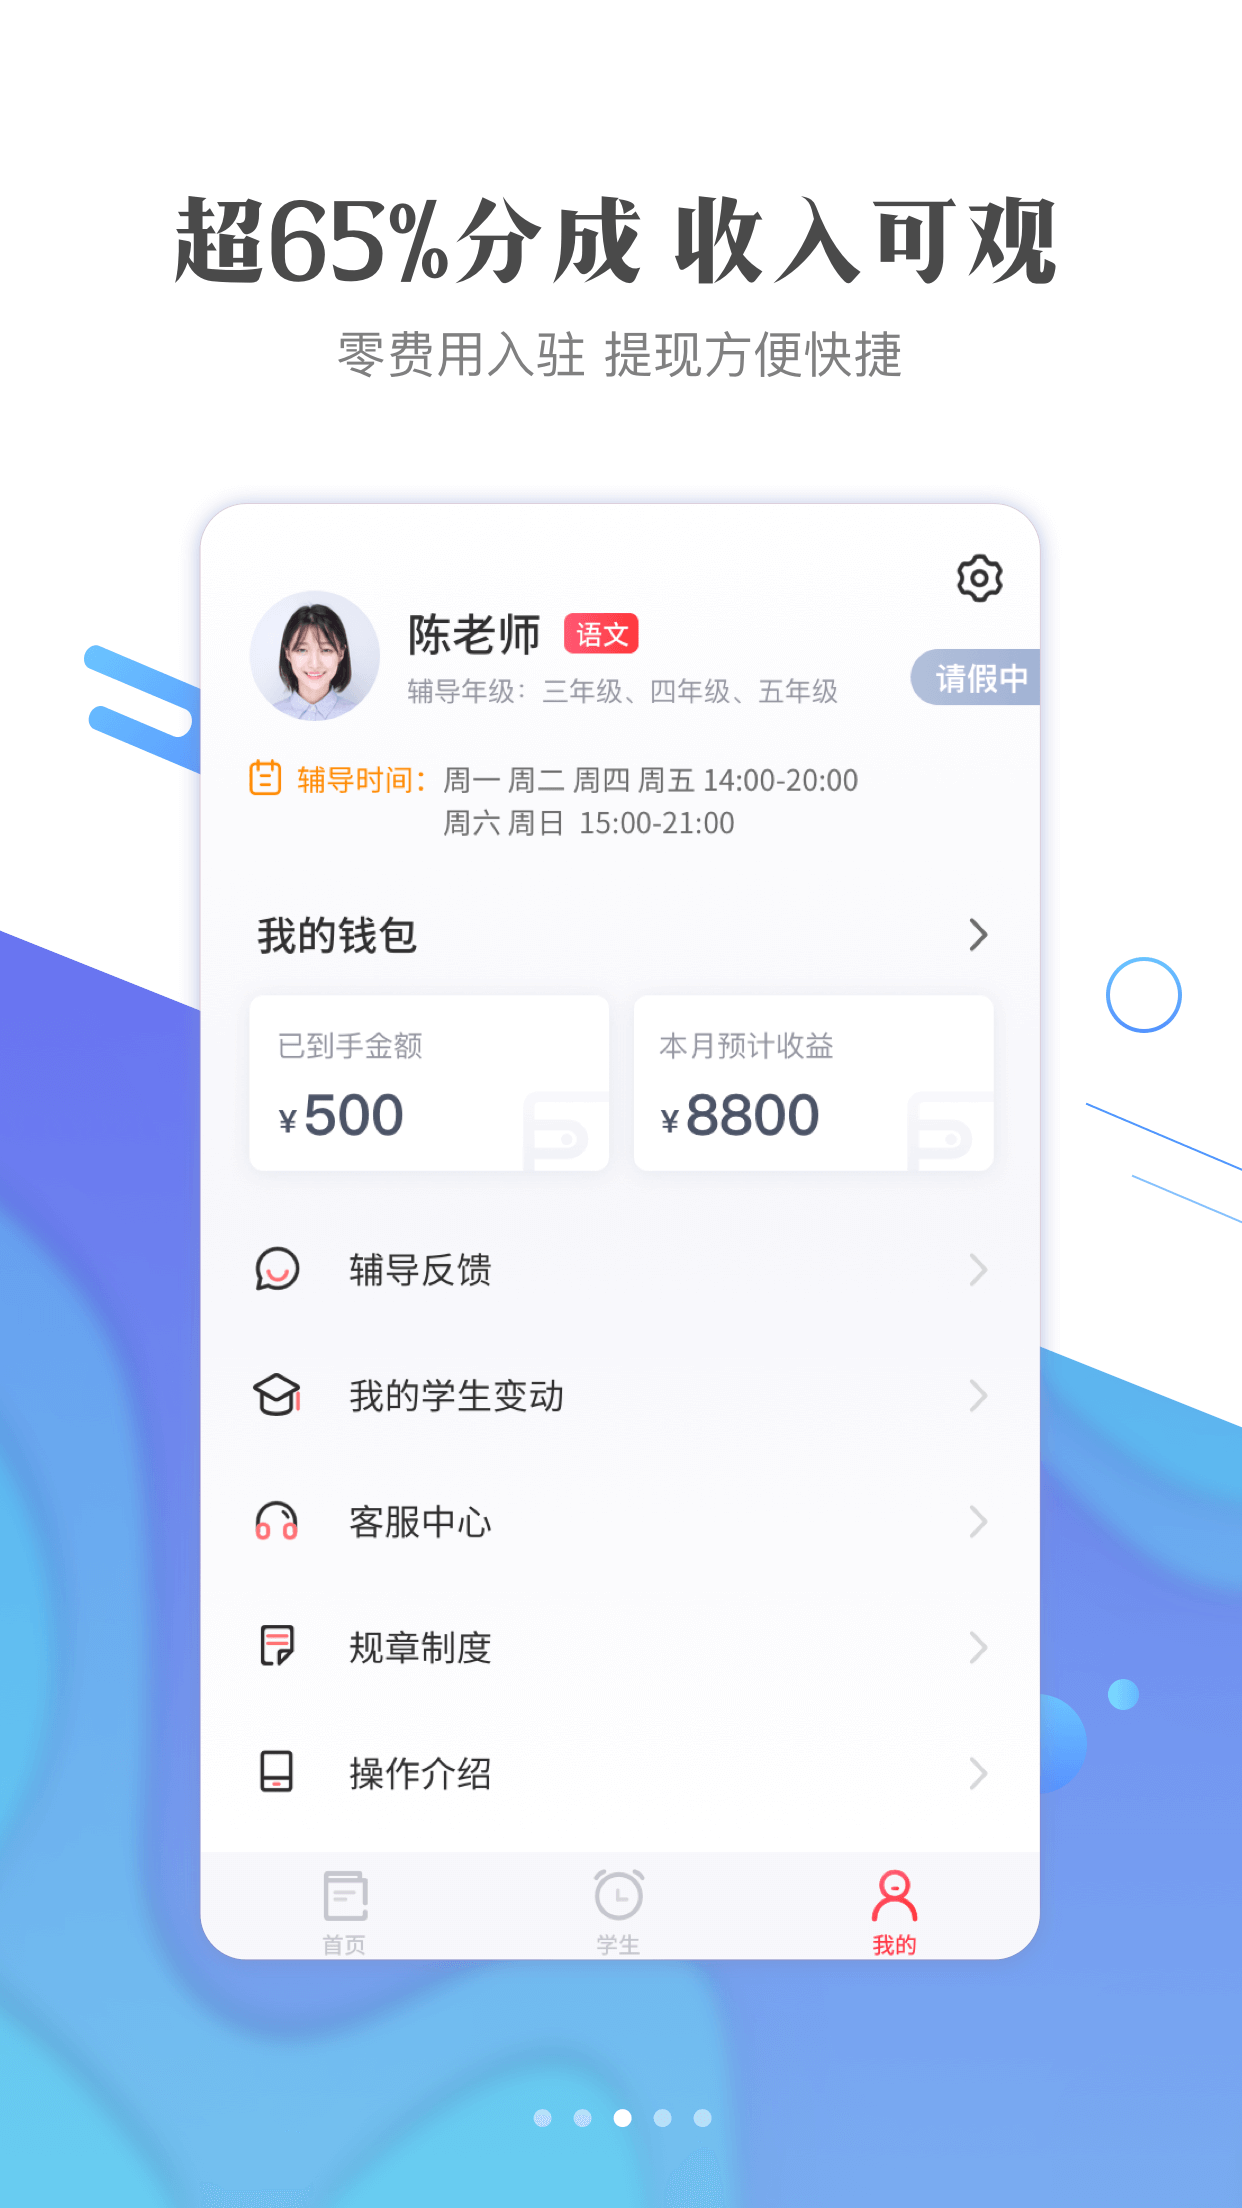 超65%分成 收入可观
零费用入驻 提现方便快捷
陈老师 语文
辅导年级：三年级、四年级、五年级
请假中
辅导时间： 周一 周二 周四 周五 14:00-20:00
周六 周日 15:00-21:00
我的钱包
已到手金额
¥500
本月预计收益
¥8800
辅导反馈
我的学生变动
客服中心
规章制度
操作介绍
首页
学生
我的